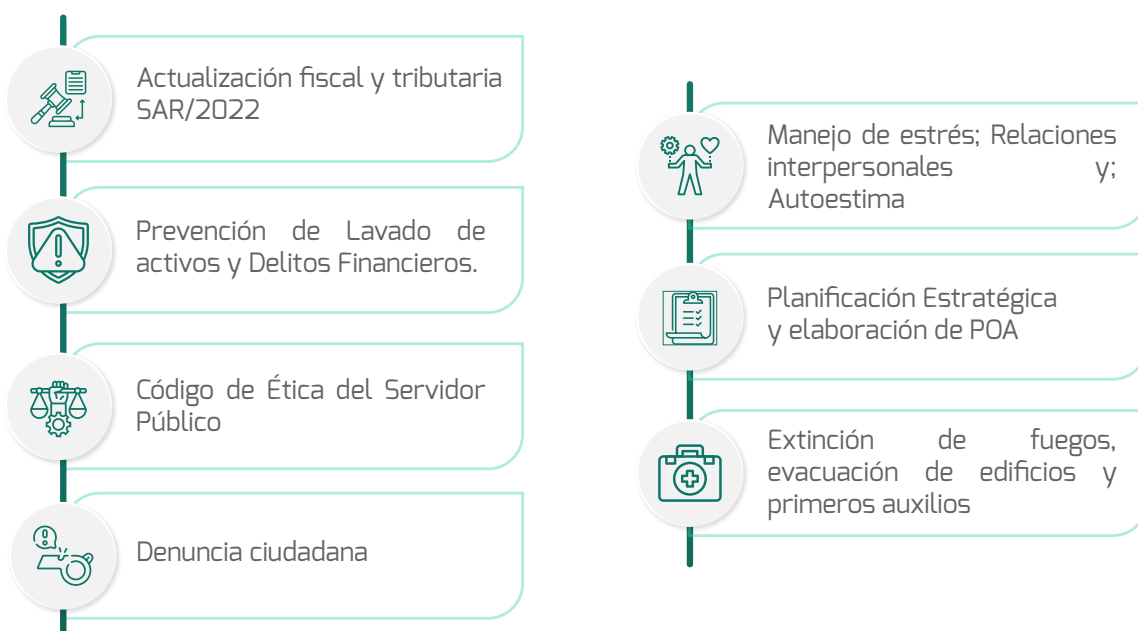 Actualización fiscal y tributaria
SAR/2022
Prevención de Lavado de
activos y Delitos Financieros.
Código de Ética del Servidor
Público
Denuncia ciudadana
Manejo de estrés; Relaciones
interpersonales y;
Autoestima
Planificación Estratégica
y elaboración de POA
Extinción de fuegos,
evacuación de edificios y
primeros auxilios